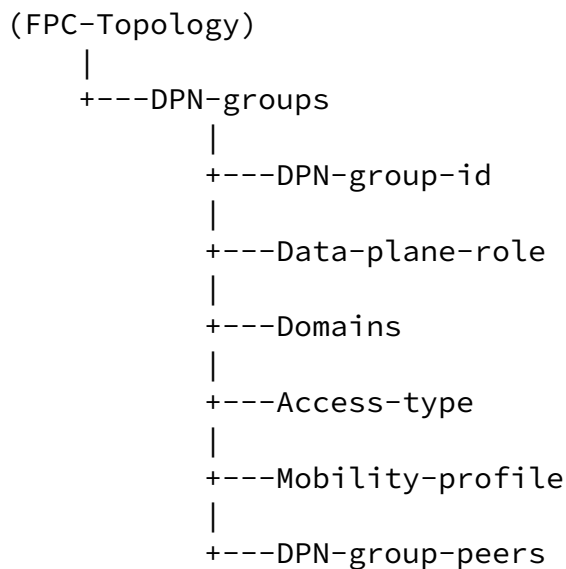 (FPC-Topology)
    |
    +---DPN-groups
           |
           +---DPN-group-id
           |
           +---Data-plane-role
           |
           +---Domains
           |
           +---Access-type
           |
           +---Mobility-profile
           |
           +---DPN-group-peers